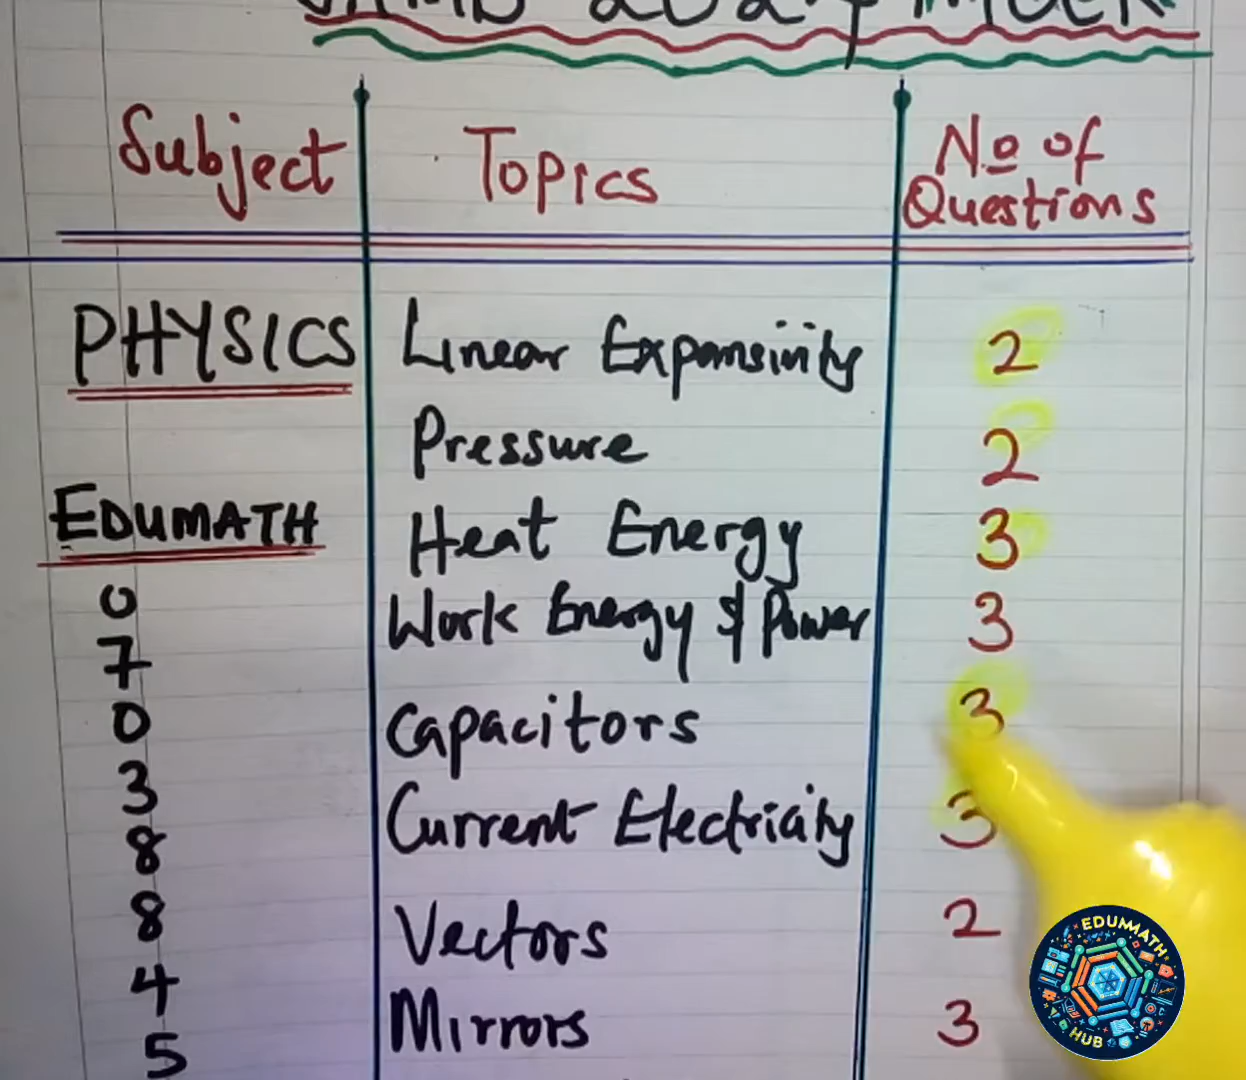 Subject Topics No of Questions
PHYSICS Linear Expansivity 2
Pressure 2
EDUMATH Heat Energy 3
0 Work Energy & Power 3
7
0 Capacitors 3
3
8 Current Electricity 3
8 Vectors 2
4
5 Mirrors 3
EDUMMATH
HUB